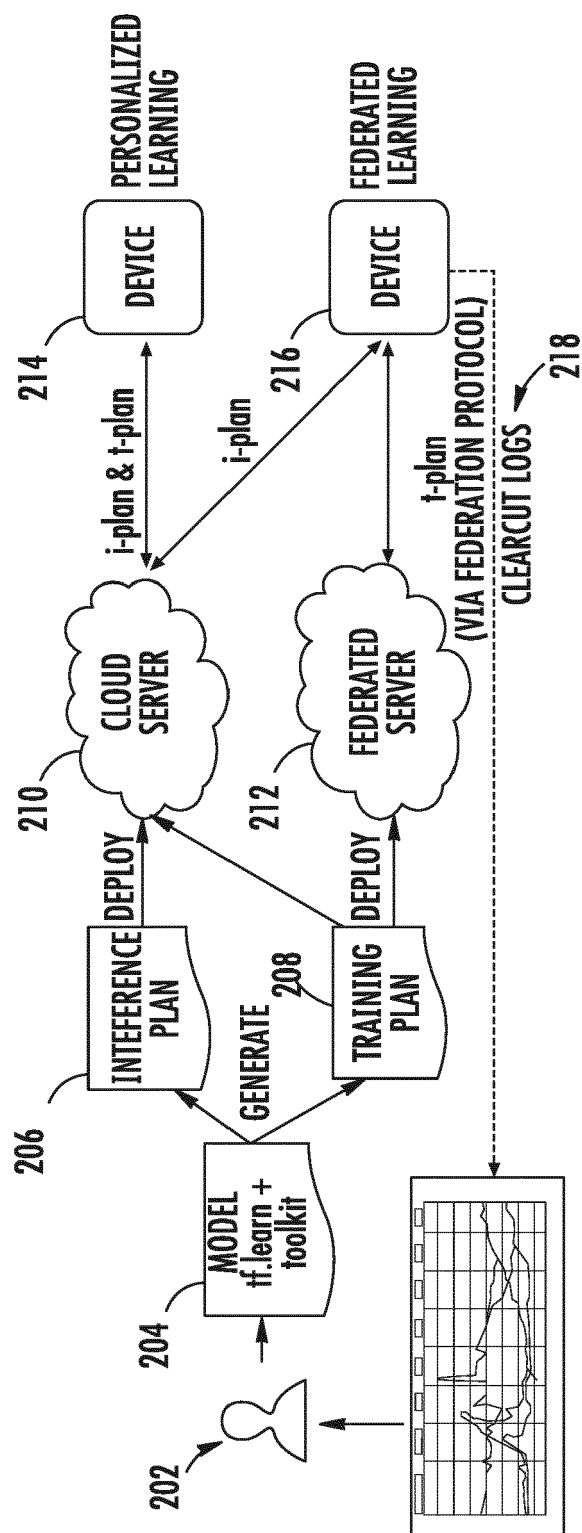 202
204
MODEL
tf.learn +
toolkit
GENERATE
206
INTEFERENCE
PLAN
208
TRAINING
PLAN
DEPLOY
DEPLOY
210
CLOUD
SERVER
212
FEDERATED
SERVER
i-plan & t-plan
i-plan
t-plan
(VIA FEDERATION PROTOCOL)
CLEARCUT LOGS
218
214
DEVICE
PERSONALIZED
LEARNING
216
DEVICE
FEDERATED
LEARNING